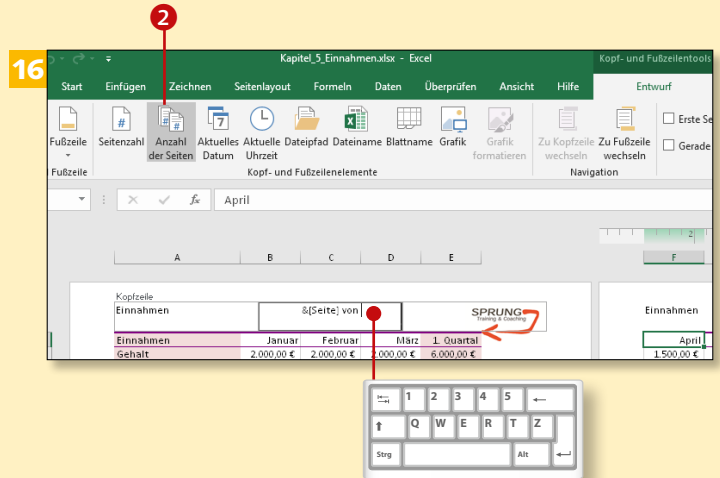 2
16
Kapitel_5_Einnahmen.xlsx - Excel
Kopf- und Fußzeilentools
Start Einfügen Zeichnen Seitenlayout Formeln Daten Überprüfen Ansicht Hilfe Entwurf
Fußzeile Seitenzahl Anzahl der Seiten Aktuelles Datum Aktuelle Uhrzeit Dateipfad Dateiname Blattname Grafik Grafik formatieren Zu Kopfzeile wechseln Zu Fußzeile wechseln
Erste Se
Gerade
Fußzeile Kopf- und Fußzeilenelemente Navigation
fx April
2
A B C D E F
Kopfzeile
Einnahmen &[Seite] von SPRUNG Einnahmen
Training & Coaching
Einnahmen Januar Februar März 1. Quartal April
Gehalt 2.000,00 € 2.000,00 € 2.000,00 € 6.000,00 € 1.500,00 €
1 2 3 4 5
Q W E R T Z
Strg Alt